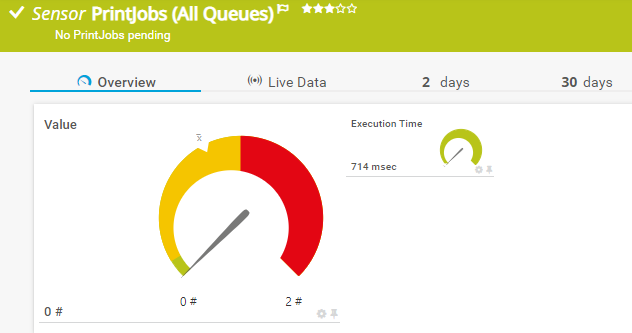 Sensor PrintJobs (All Queues)
No PrintJobs pending
Overview
Live Data
2 days
30 days
Value
x̅
0 #
2 #
0 #
Execution Time
714 msec